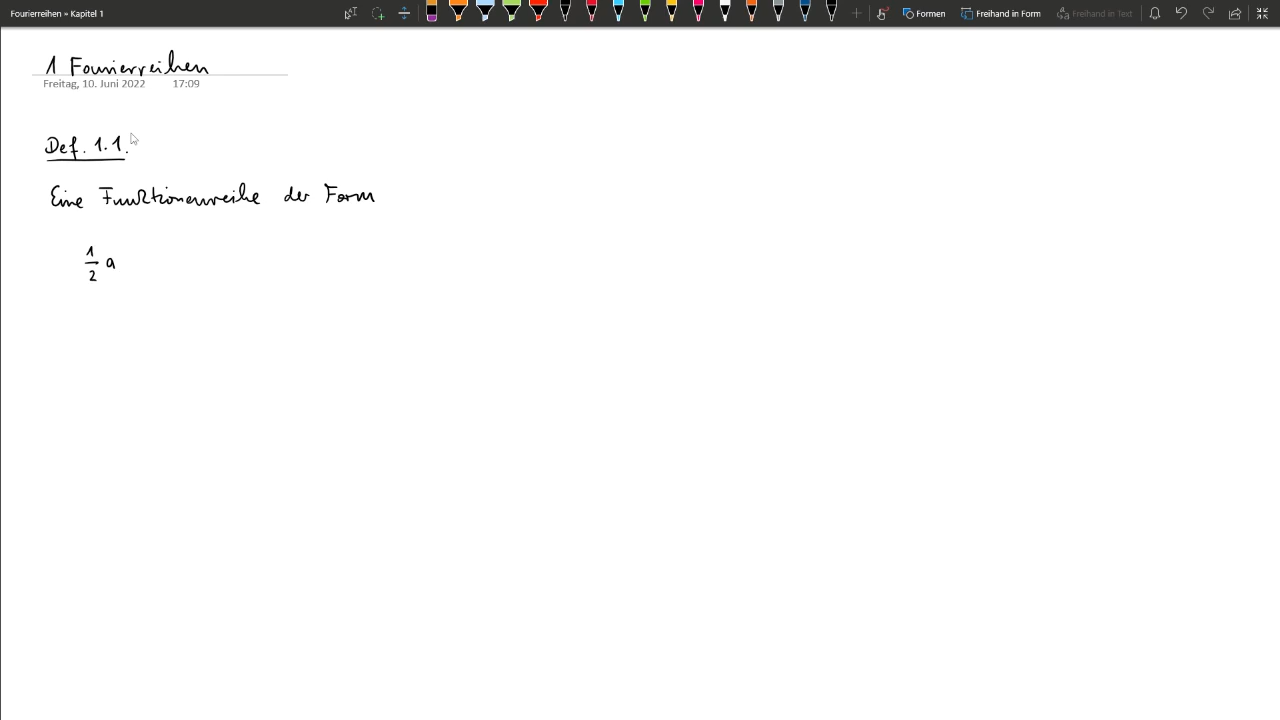 Fourierreihen » Kapitel 1
Formen
Freihand in Form
Freihand in Text
1 Fourierreihen
Freitag, 10. Juni 2022 17:09
Def. 1.1.
Eine Funktionenreihe der Form
1/2 a